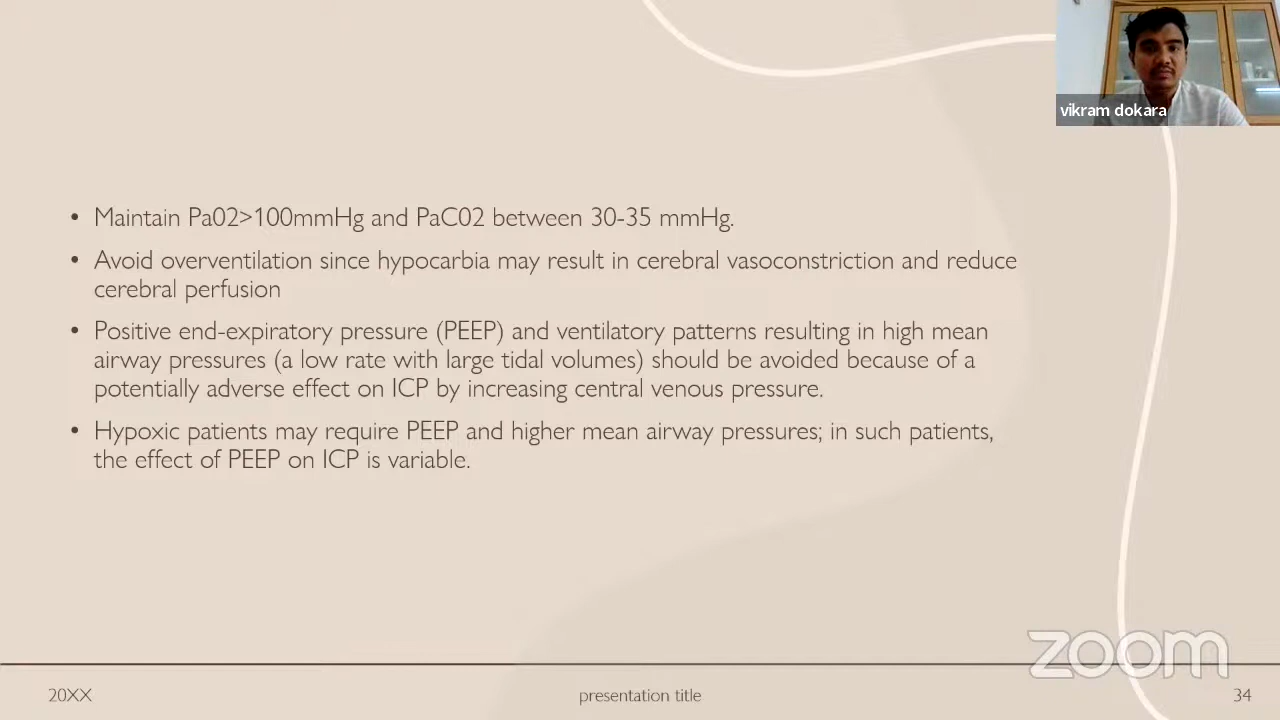 vikram dokara
• Maintain Pa02>100mmHg and PaC02 between 30-35 mmHg.
• Avoid overventilation since hypocarbia may result in cerebral vasoconstriction and reduce
cerebral perfusion
• Positive end-expiratory pressure (PEEP) and ventilatory patterns resulting in high mean
airway pressures (a low rate with large tidal volumes) should be avoided because of a
potentially adverse effect on ICP by increasing central venous pressure.
• Hypoxic patients may require PEEP and higher mean airway pressures; in such patients,
the effect of PEEP on ICP is variable.
zoom
20XX
presentation title
34